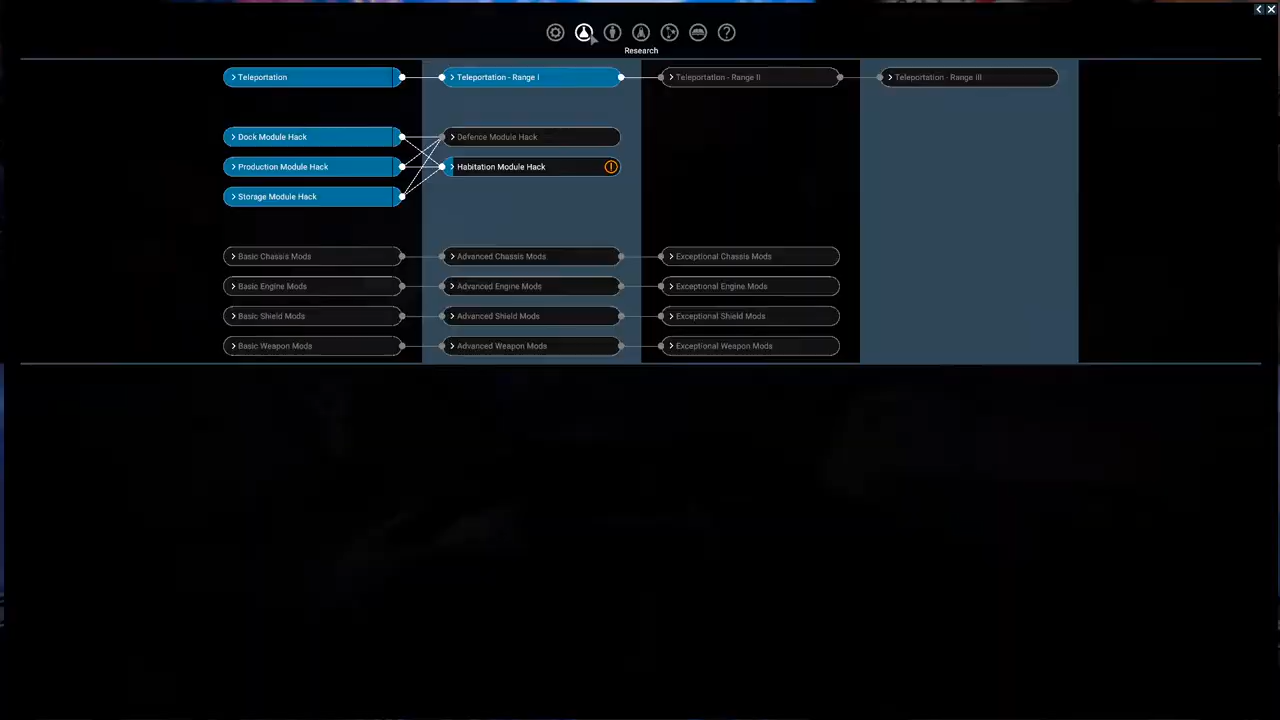 Research
Teleportation
Teleportation - Range I
Teleportation - Range II
Teleportation - Range III
Dock Module Hack
Defence Module Hack
Production Module Hack
Habitation Module Hack
Storage Module Hack
Basic Chassis Mods
Advanced Chassis Mods
Exceptional Chassis Mods
Basic Engine Mods
Advanced Engine Mods
Exceptional Engine Mods
Basic Shield Mods
Advanced Shield Mods
Exceptional Shield Mods
Basic Weapon Mods
Advanced Weapon Mods
Exceptional Weapon Mods